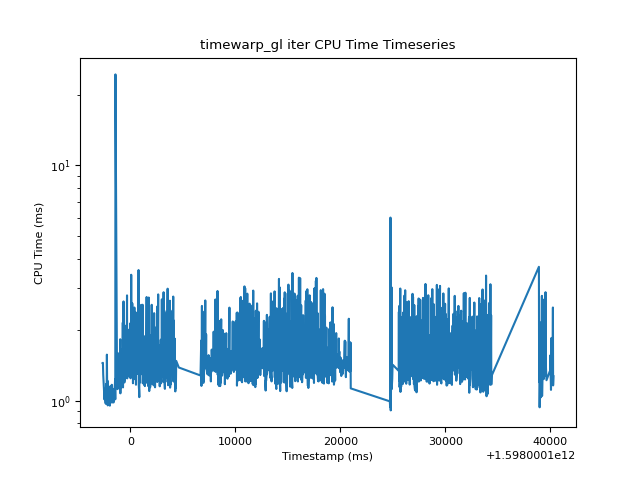 timewarp_gl iter CPU Time Timeseries
CPU Time (ms)
10^1
10^0
0 10000 20000 30000 40000
Timestamp (ms)
+1.5980001e12